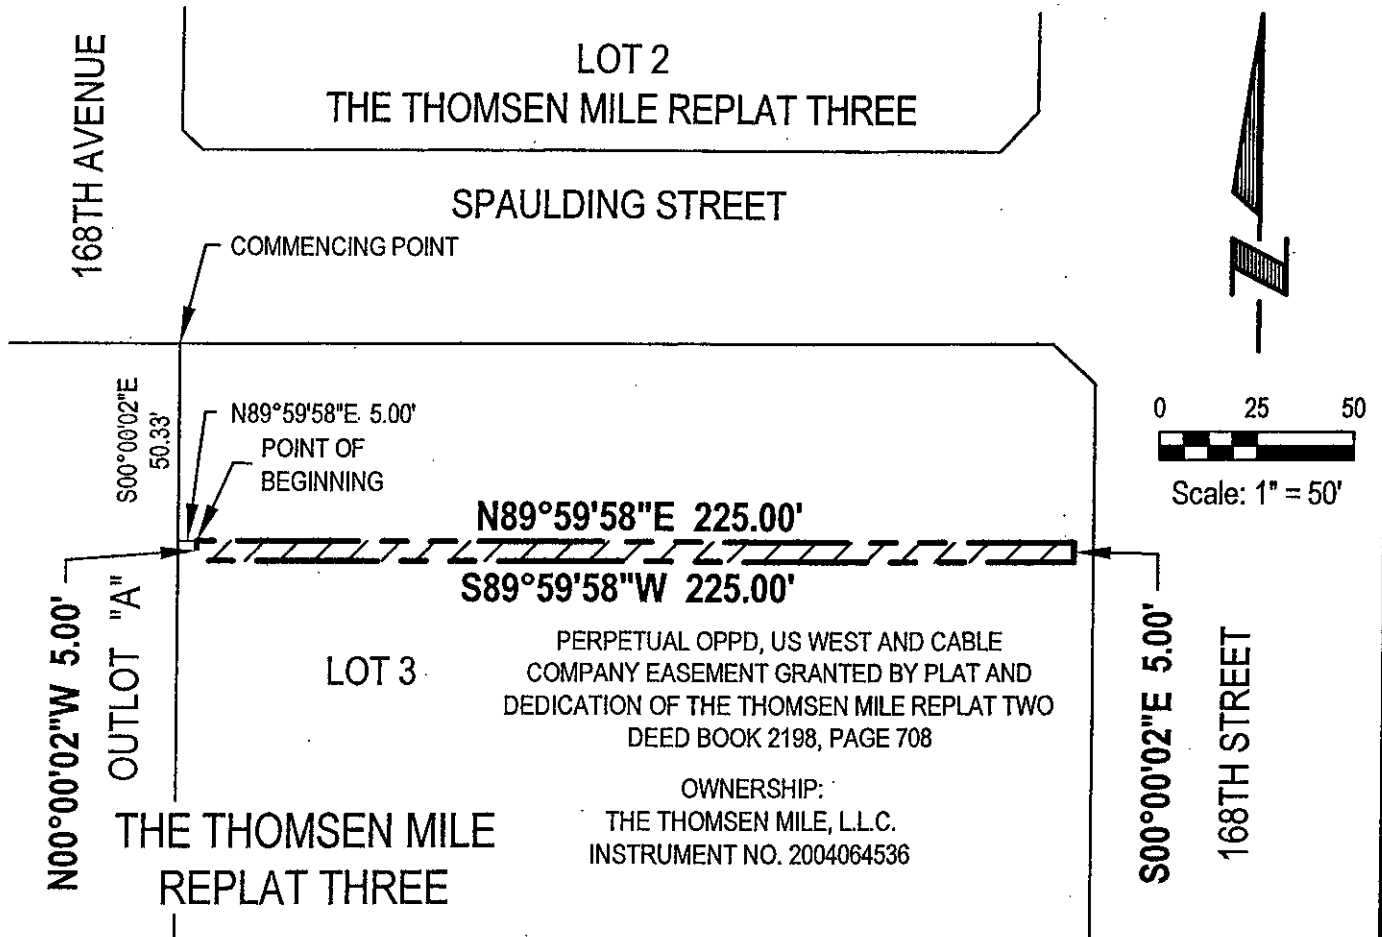 168TH AVENUE
LOT 2
THE THOMSEN MILE REPLAT THREE
SPAULDING STREET
COMMENCING POINT
S00°00'02"E
50.33'
N89°59'58"E 5.00'
POINT OF
BEGINNING
0 25 50
Scale: 1" = 50'
N89°59'58"E 225.00'
S89°59'58"W 225.00'
N00°00'02"W 5.00'
OUTLOT "A"
LOT 3
PERPETUAL OPPD, US WEST AND CABLE
COMPANY EASEMENT GRANTED BY PLAT AND
DEDICATION OF THE THOMSEN MILE REPLAT TWO
DEED BOOK 2198, PAGE 708
OWNERSHIP:
THE THOMSEN MILE, L.L.C.
INSTRUMENT NO. 2004064536
S00°00'02"E 5.00'
168TH STREET
THE THOMSEN MILE
REPLAT THREE